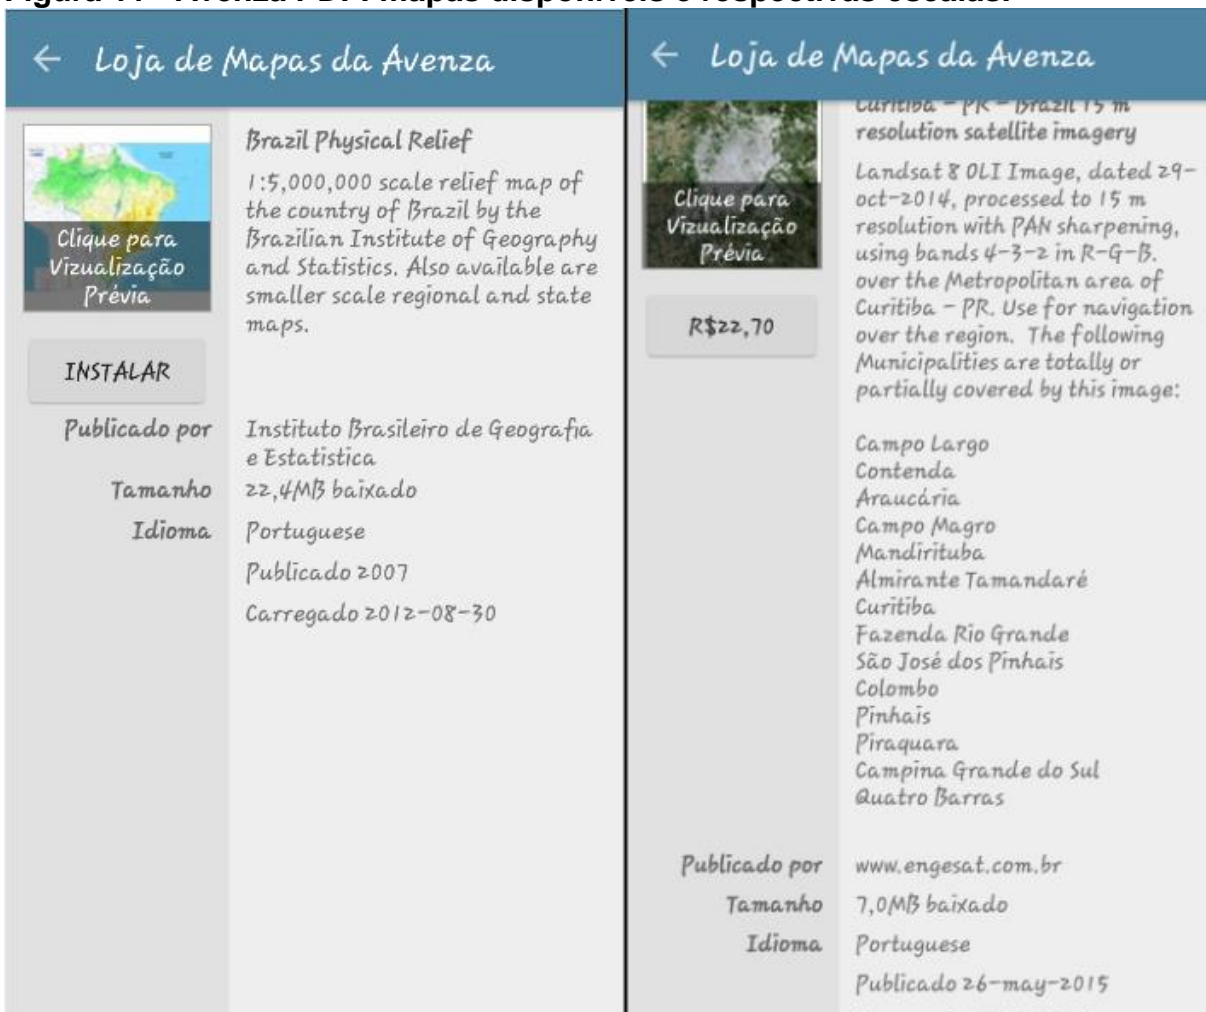 Loja de Mapas da Avenza
Clique para
Vizualização
Prévia
INSTALAR
Brazil Physical Relief
1:5,000,000 scale relief map of
the country of Brazil by the
Brazilian Institute of Geography
and Statistics. Also available are
smaller scale regional and state
maps.
Publicado por
Instituto Brasileiro de Geografia
e Estatistica
Tamanho
22,4MB baixado
Idioma
Portuguese
Publicado 2007
Carregado 2012-08-30
Loja de Mapas da Avenza
Clique para
Vizualização
Prévia
R$22,70
Curitiba - PR - Brazil 15 m
resolution satellite imagery
Landsat 8 OLI Image, dated 29-
oct-2014, processed to 15 m
resolution with PAN sharpening,
using bands 4-3-2 in R-G-B.
over the Metropolitan area of
Curitiba - PR. Use for navigation
over the region. The following
Municipalities are totally or
partially covered by this image:
Campo Largo
Contenda
Araucária
Campo Magro
Mandirituba
Almirante Tamandaré
Curitiba
Fazenda Rio Grande
São José dos Pinhais
Colombo
Pinhais
Piraquara
Campina Grande do Sul
Quatro Barras
Publicado por
www.engesat.com.br
Tamanho
7,0MB baixado
Idioma
Portuguese
Publicado 26-may-2015